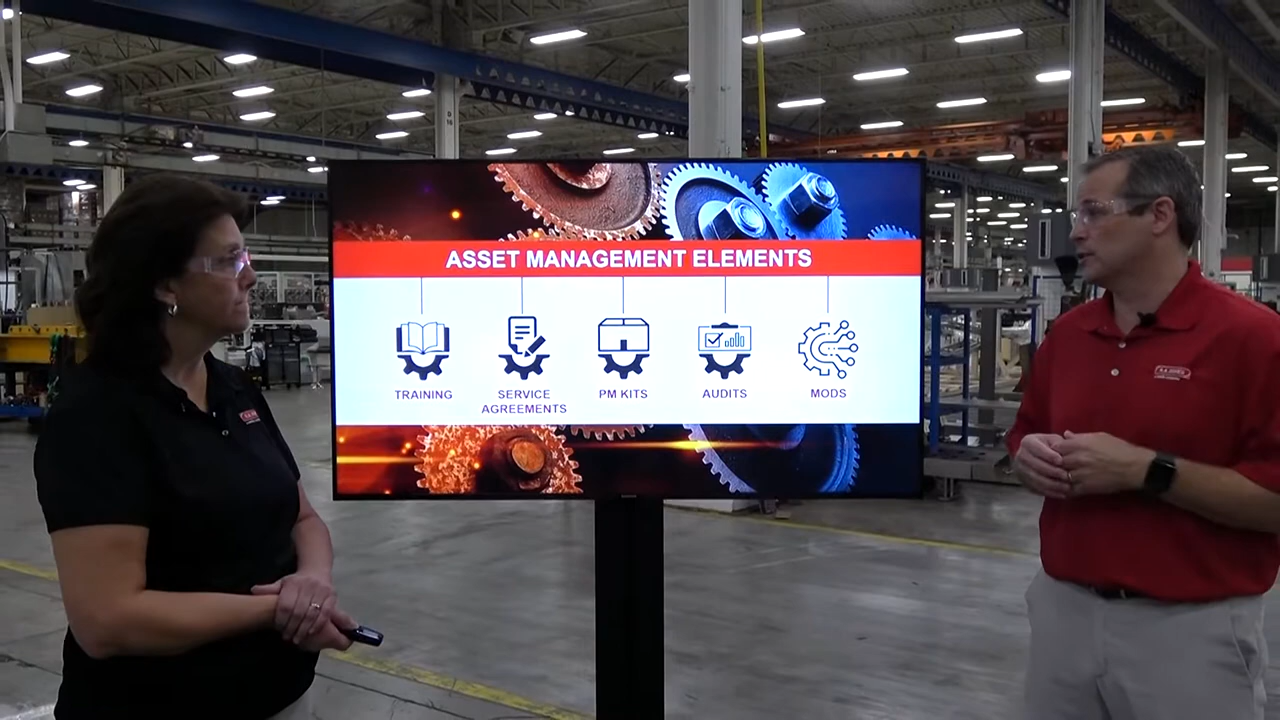 ASSET MANAGEMENT ELEMENTS
TRAINING
SERVICE
AGREEMENTS
PM KITS
AUDITS
MODS